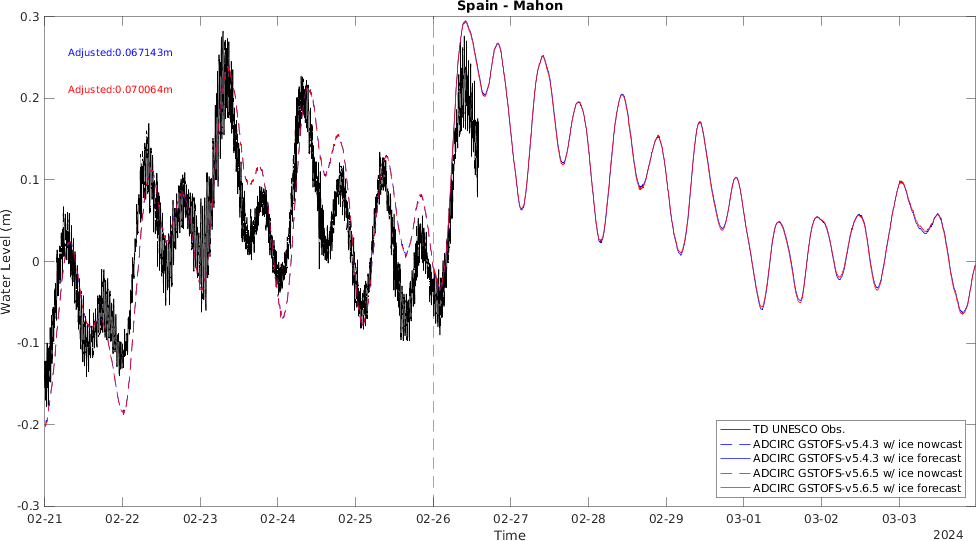 Spain - Mahon
0.3
0.2
0.1
0
-0.1
-0.2
-0.3
Water Level (m)
Adjusted:0.067143m
Adjusted:0.070064m
TD UNESCO Obs.
ADCIRC GSTOFS-v5.4.3 w/ ice nowcast
ADCIRC GSTOFS-v5.4.3 w/ ice forecast
ADCIRC GSTOFS-v5.6.5 w/ ice nowcast
ADCIRC GSTOFS-v5.6.5 w/ ice forecast
02-21 02-22 02-23 02-24 02-25 02-26 02-27 02-28 02-29 03-01 03-02 03-03
Time
2024